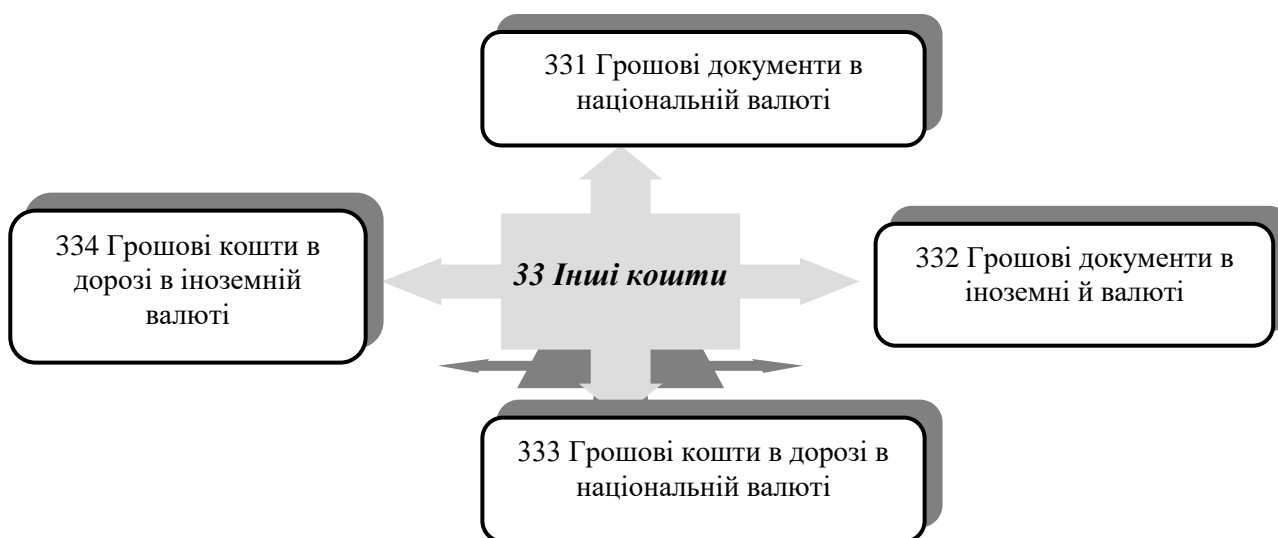 331 Грошові документи в
національній валюті
334 Грошові кошти в
дорозі в іноземній
валюті
33 Інші кошти
332 Грошові документи в
іноземні й валюті
333 Грошові кошти в дорозі в
національній валюті